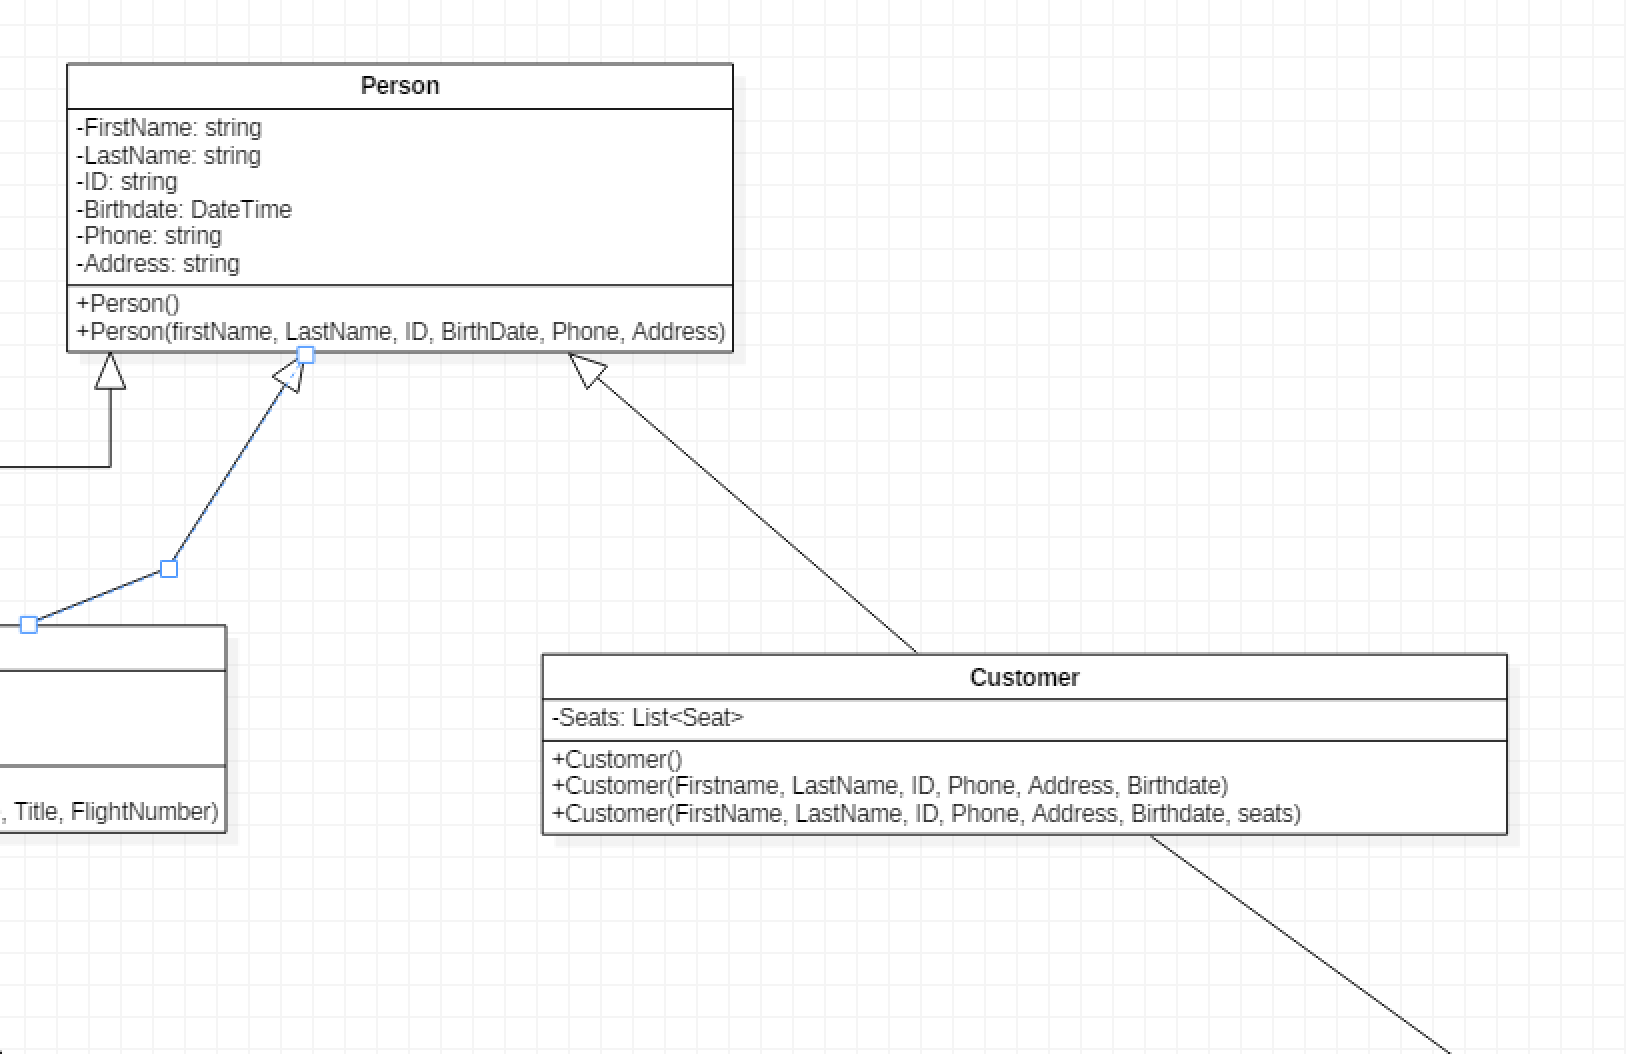 Person
-FirstName: string
-LastName: string
-ID: string
-Birthdate: DateTime
-Phone: string
-Address: string
+Person()
+Person(firstName, LastName, ID, BirthDate, Phone, Address)
, Title, FlightNumber)
Customer
-Seats: List<Seat>
+Customer()
+Customer(Firstname, LastName, ID, Phone, Address, Birthdate)
+Customer(FirstName, LastName, ID, Phone, Address, Birthdate, seats)